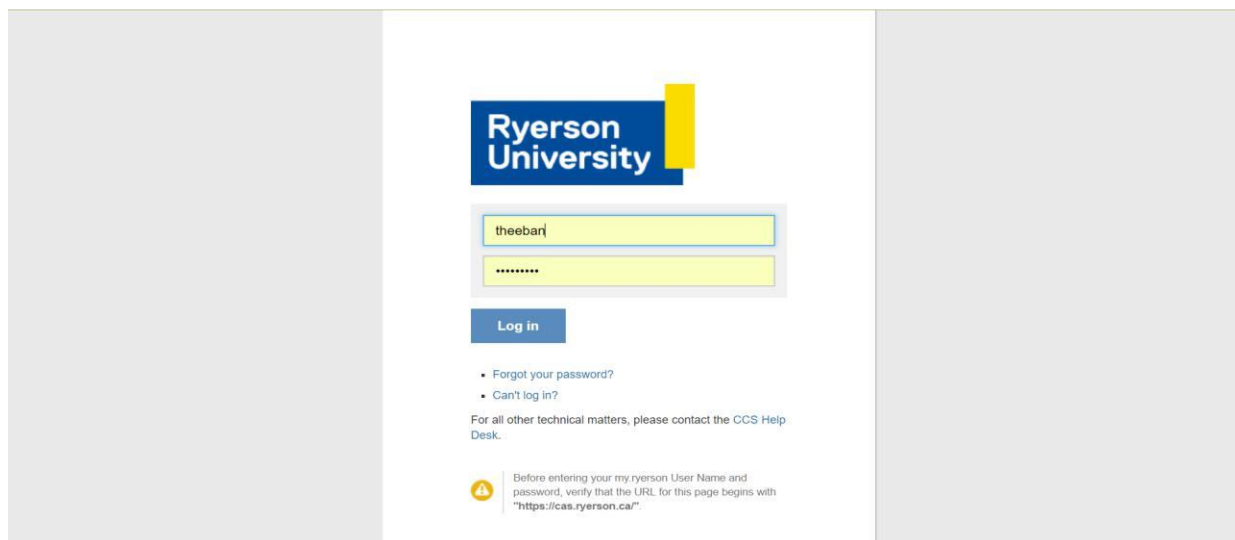 Ryerson
University
theeban
•••••••••
Log in
Forgot your password?
Can't log in?
For all other technical matters, please contact the CCS Help
Desk.
Before entering your my.ryerson User Name and
password, verify that the URL for this page begins with
"https://cas.ryerson.ca/".